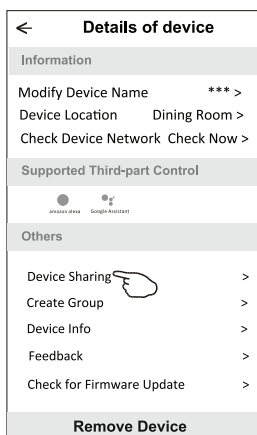 ← Details of device
Information
Modify Device Name *** >
Device Location Dining Room >
Check Device Network Check Now >
Supported Third-part Control
amazon alexa Google Assistant
Others
Device Sharing >
Create Group >
Device Info >
Feedback >
Check for Firmware Update >
Remove Device